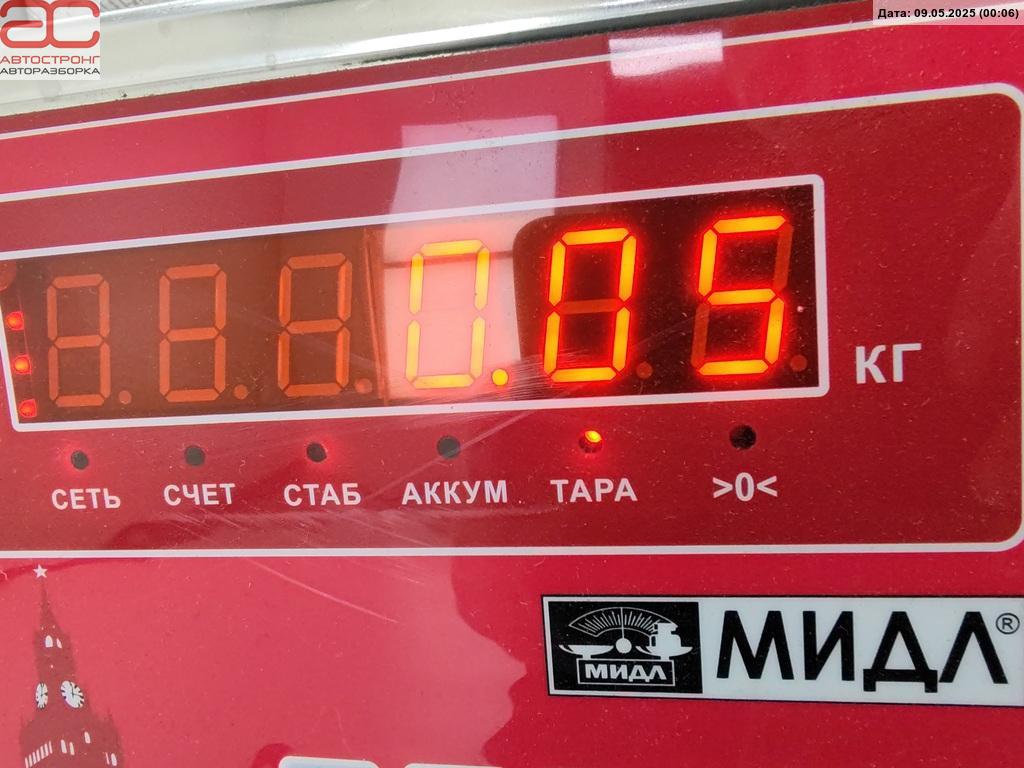 Дата: 09.05.2025 (00:06)
АС
АВТОСТРОНГ
АВТОРАЗБОРКА
0.05
КГ
СЕТЬ СЧЕТ СТАБ АККУМ ТАРА >0<
МИДЛ МИДЛ®